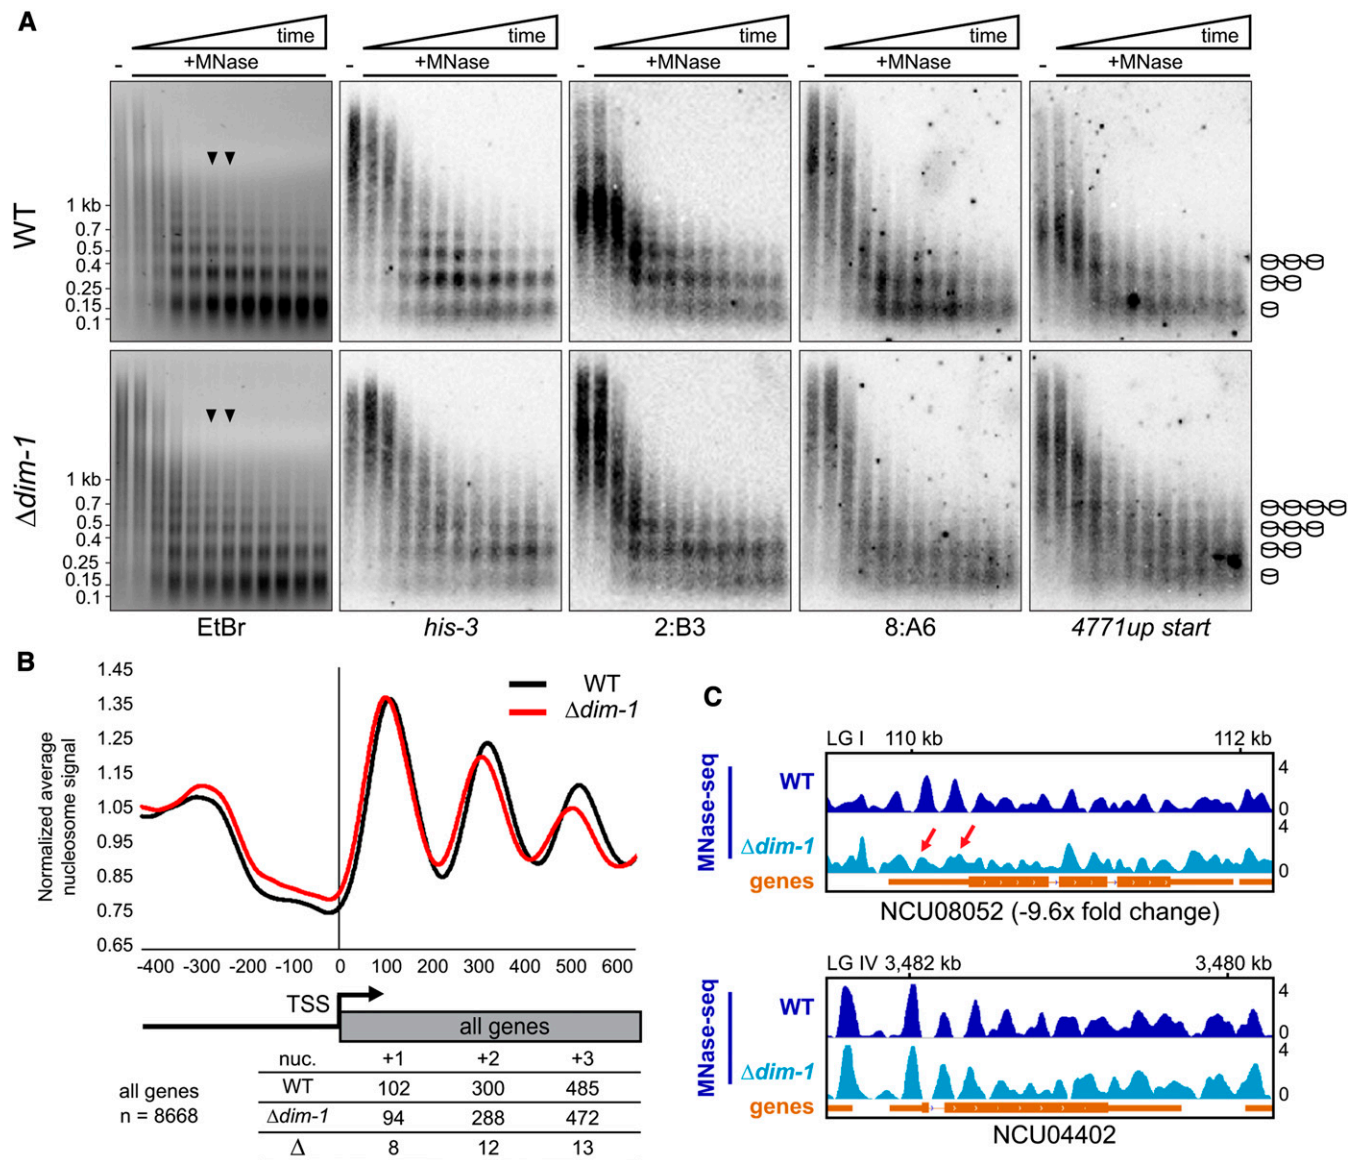 A
time time time time time
- +MNase - +MNase - +MNase - +MNase - +MNase
WT
1 kb
0.7
0.5
0.4
0.25
0.15
0.1
Δdim-1
1 kb
0.7
0.5
0.4
0.25
0.15
0.1
EtBr his-3 2:B3 8:A6 4771up start
B
Normalized average
nucleosome signal
1.45
1.35
1.25
1.15
1.05
0.95
0.85
0.75
0.65
WT
Δdim-1
-400 -300 -200 -100 0 100 200 300 400 500 600
TSS
all genes
all genes
n = 8668
nuc. +1 +2 +3
WT 102 300 485
Δdim-1 94 288 472
Δ 8 12 13
C
LG I 110 kb 112 kb
MNase-seq
WT
4
0
Δdim-1
4
0
genes
NCU08052 (-9.6x fold change)
LG IV 3,482 kb 3,480 kb
MNase-seq
WT
4
0
Δdim-1
4
0
genes
NCU04402